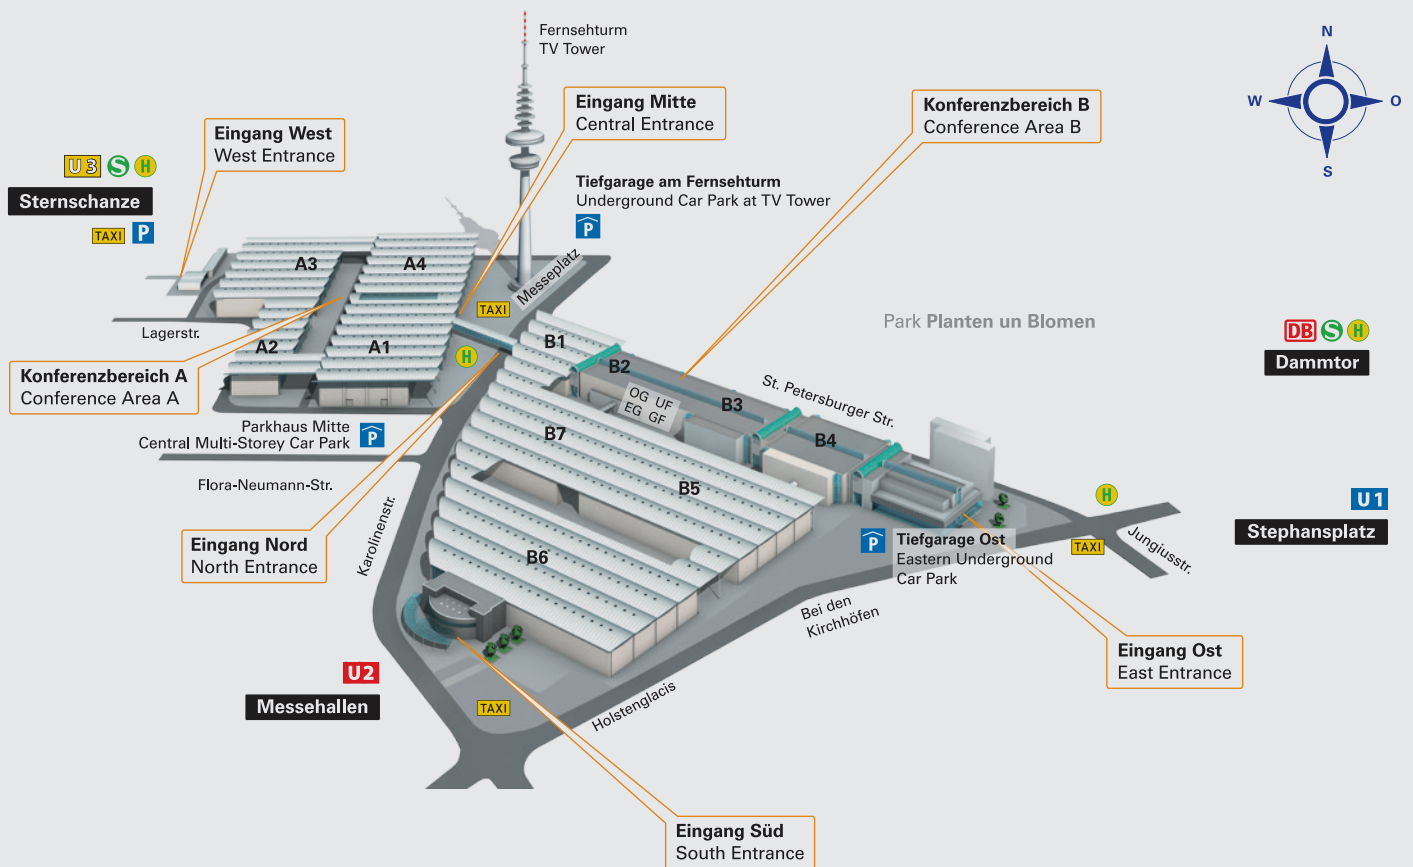 Fernsehturm
TV Tower
N
W
O
S
Eingang Mitte
Central Entrance
Konferenzbereich B
Conference Area B
Eingang West
West Entrance
U3 S H
Sternschanze
TAXI P
Tiefgarage am Fernsehturm
Underground Car Park at TV Tower
P
A3
A4
Messeplatz
TAXI
Lagerstr.
Park Planten un Blomen
DB S H
Dammtor
A2
A1
H
B1
B2
Konferenzbereich A
Conference Area A
OG UF
EG GF
B3
St. Petersburger Str.
Parkhaus Mitte
Central Multi-Storey Car Park
P
B7
B4
Flora-Neumann-Str.
B5
H
U1
Stephansplatz
Karolinenstr.
Eingang Nord
North Entrance
B6
P
Tiefgarage Ost
Eastern Underground
Car Park
TAXI
Jungiusstr.
Bei den
Kirchhöfen
Eingang Ost
East Entrance
U2
Messehallen
TAXI
Holstenglacis
Eingang Süd
South Entrance